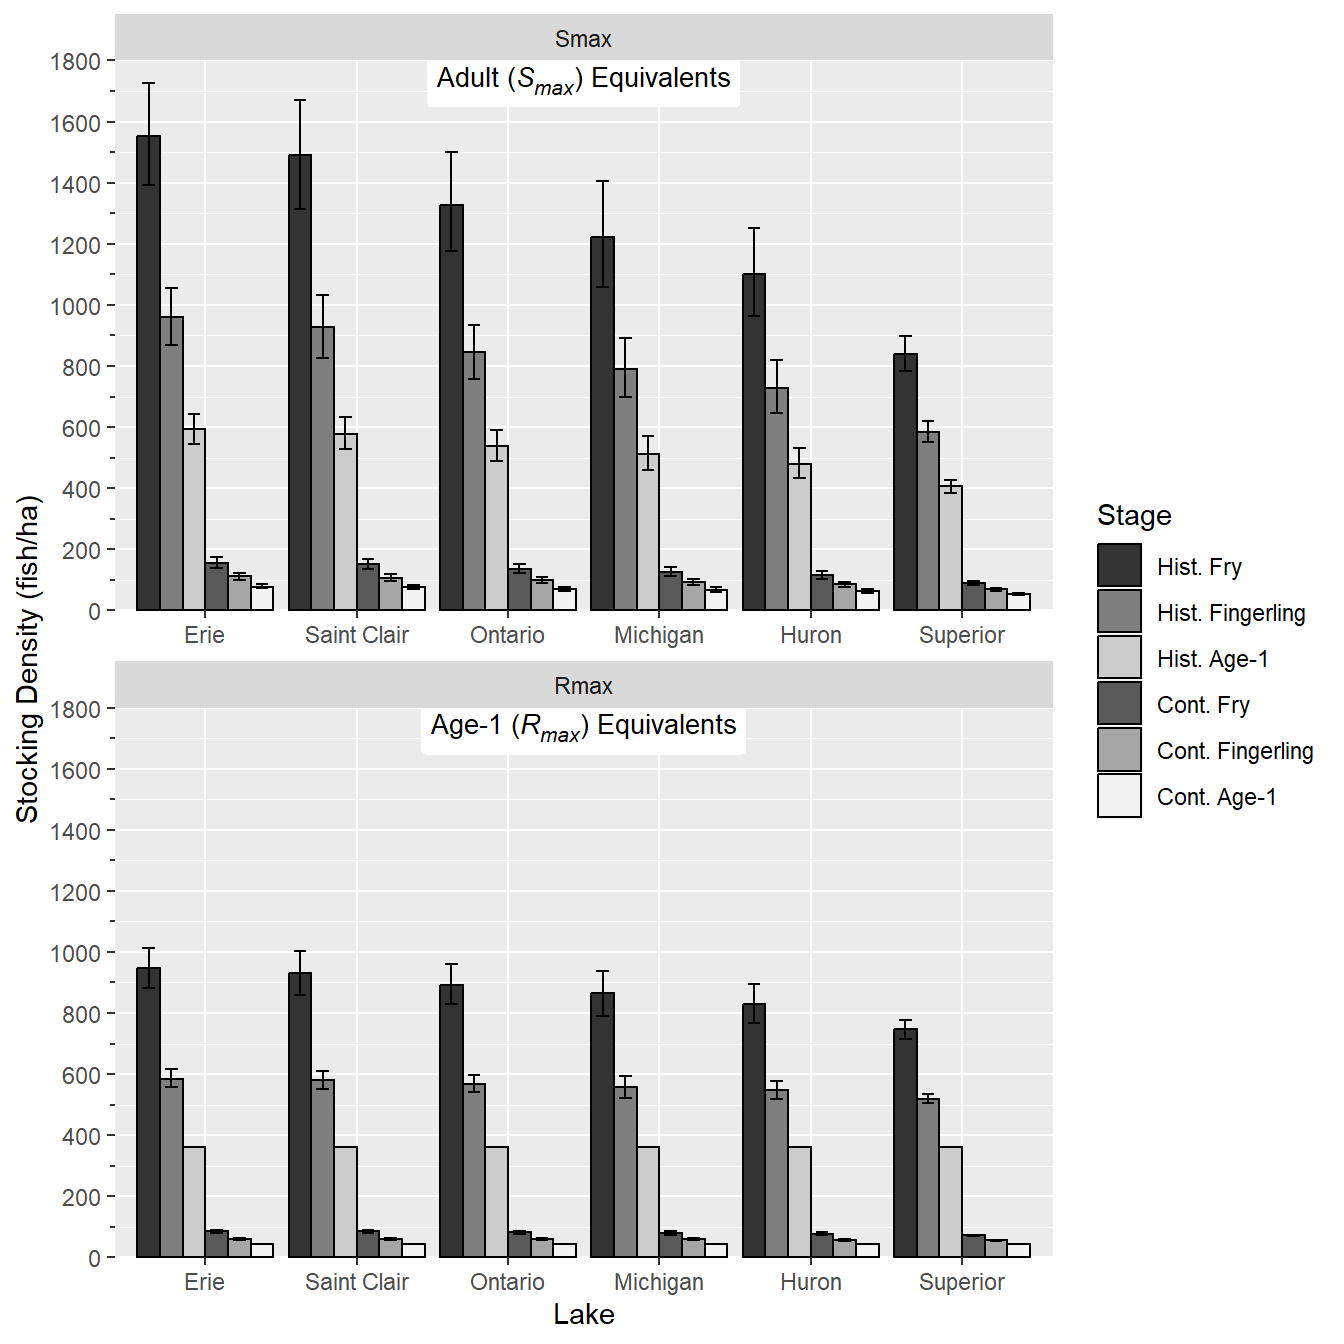 Smax
Adult (Smax) Equivalents
1800
1600
1400
1200
1000
800
600
400
200
0
Erie Saint Clair Ontario Michigan Huron Superior
Rmax
Age-1 (Rmax) Equivalents
1800
1600
1400
1200
1000
800
600
400
200
0
Erie Saint Clair Ontario Michigan Huron Superior
Lake
Stocking Density (fish/ha)
Stage
Hist. Fry
Hist. Fingerling
Hist. Age-1
Cont. Fry
Cont. Fingerling
Cont. Age-1